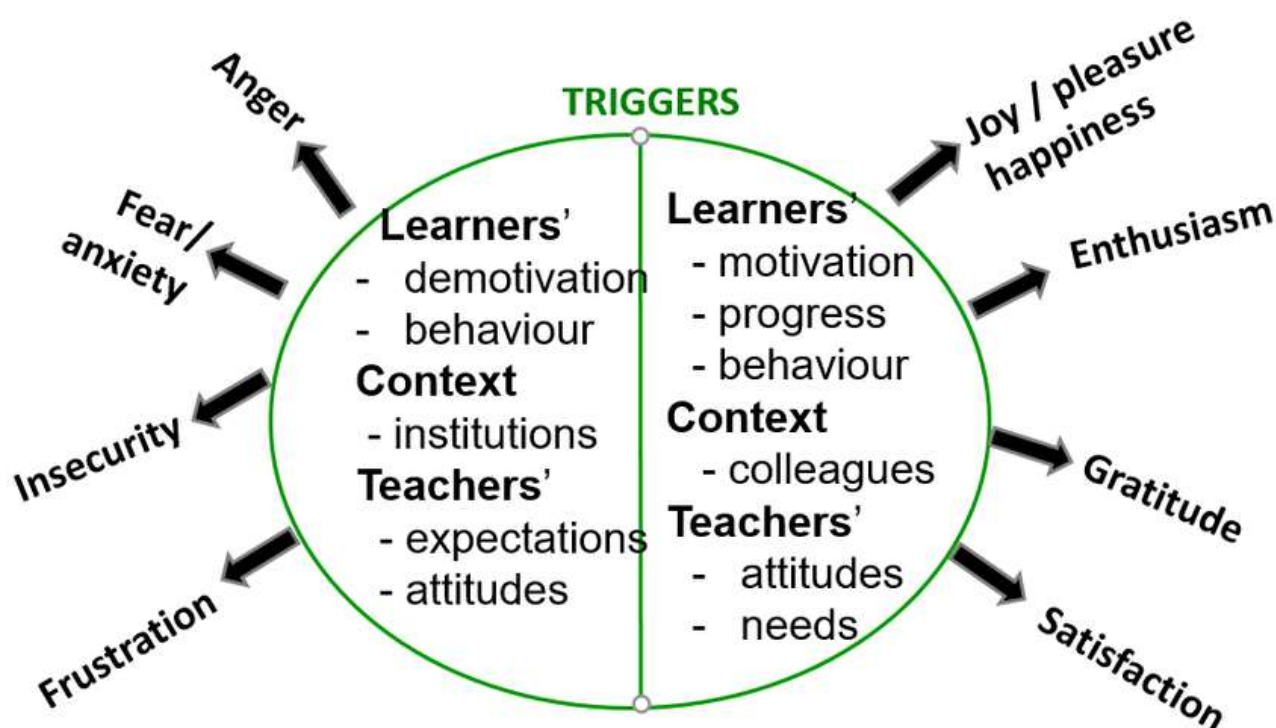 TRIGGERS
Anger
Fear/
anxiety
Insecurity
Frustration
Learners’
- demotivation
- behaviour
Context
- institutions
Teachers’
- expectations
- attitudes
Learners’
- motivation
- progress
- behaviour
Context
- colleagues
Teachers’
- attitudes
- needs
Joy / pleasure
happiness
Enthusiasm
Gratitude
Satisfaction